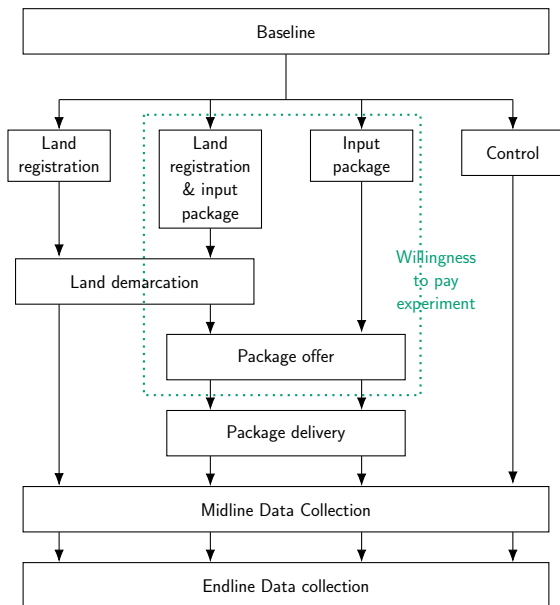 Baseline
Land
registration
Land
registration
& input
package
Input
package
Control
Land demarcation
Willingness
to pay
experiment
Package offer
Package delivery
Midline Data Collection
Endline Data collection